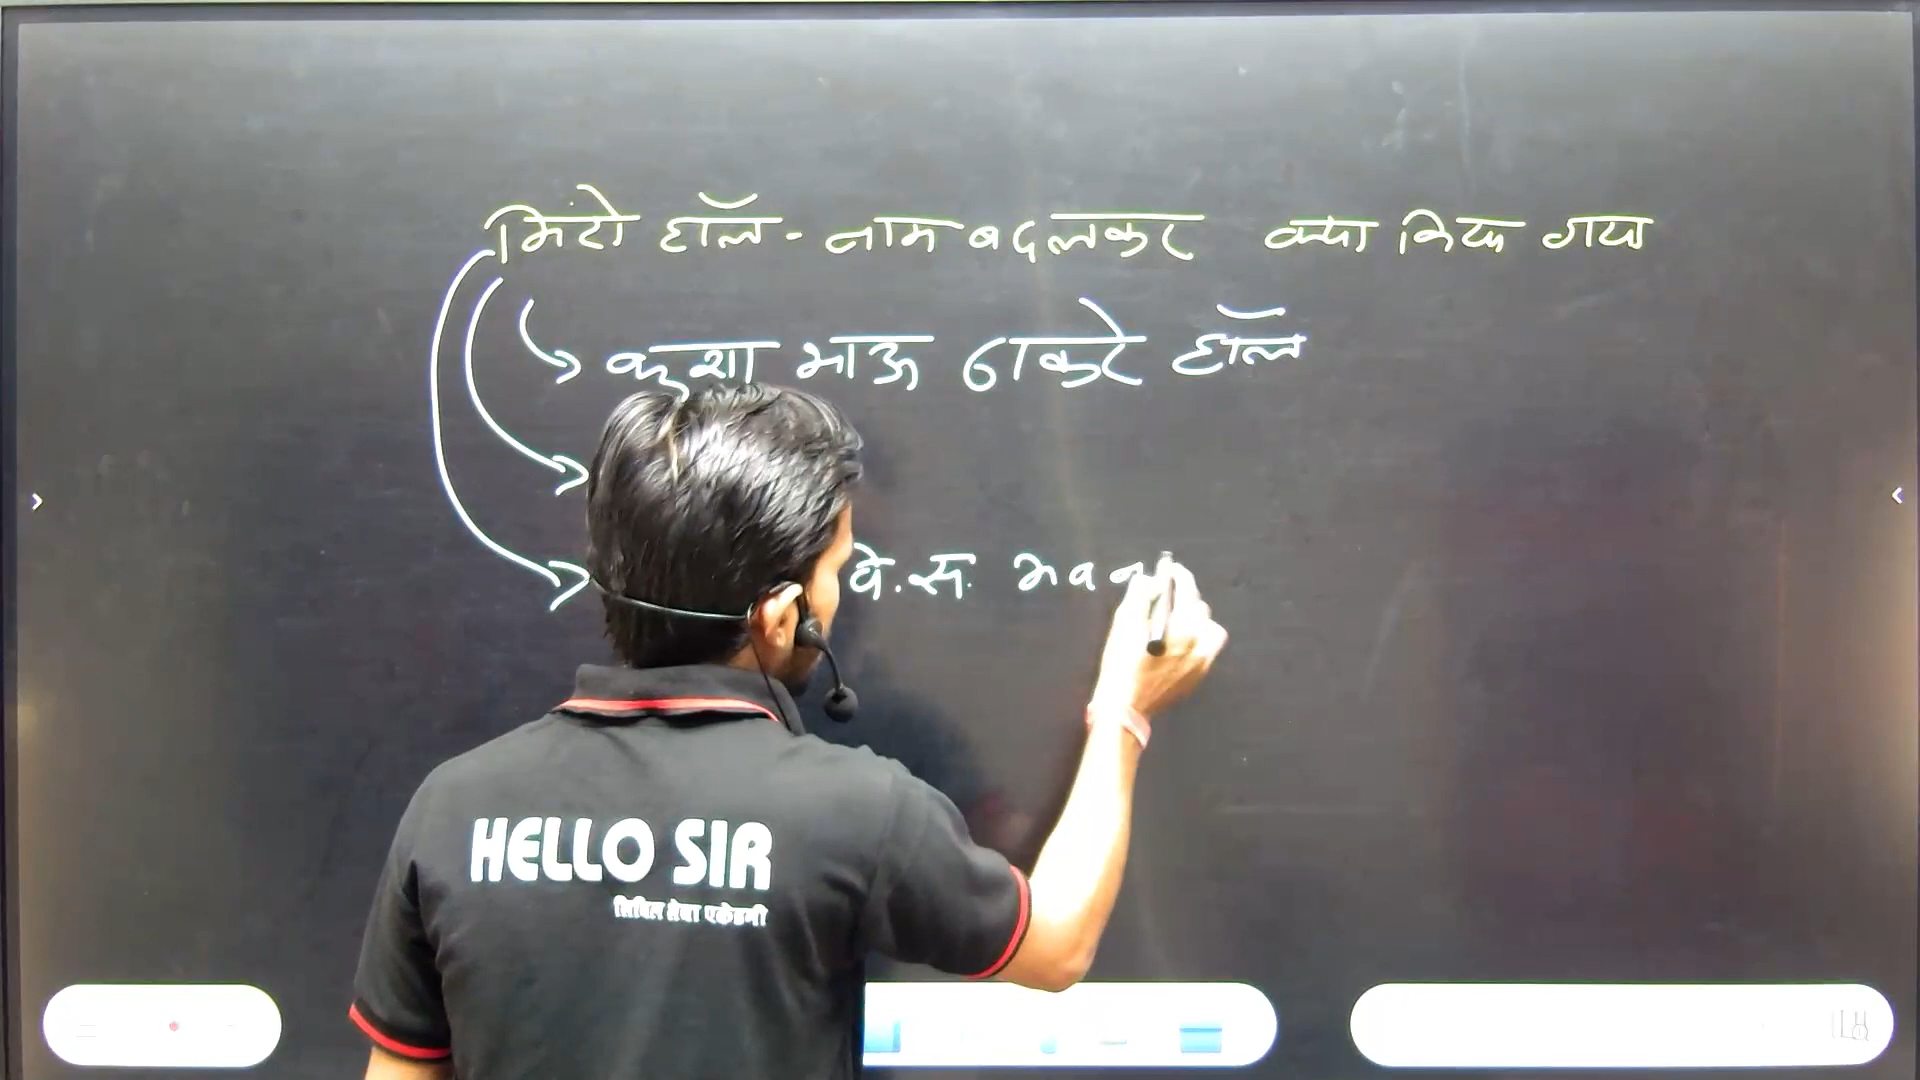 मिंटो हॉल - नाम बदलकर क्या किया गया
कुशा भाऊ ठाकरे हॉल
वे. स. भवन
HELLO SIR
सिविल सेवा एकेडमी